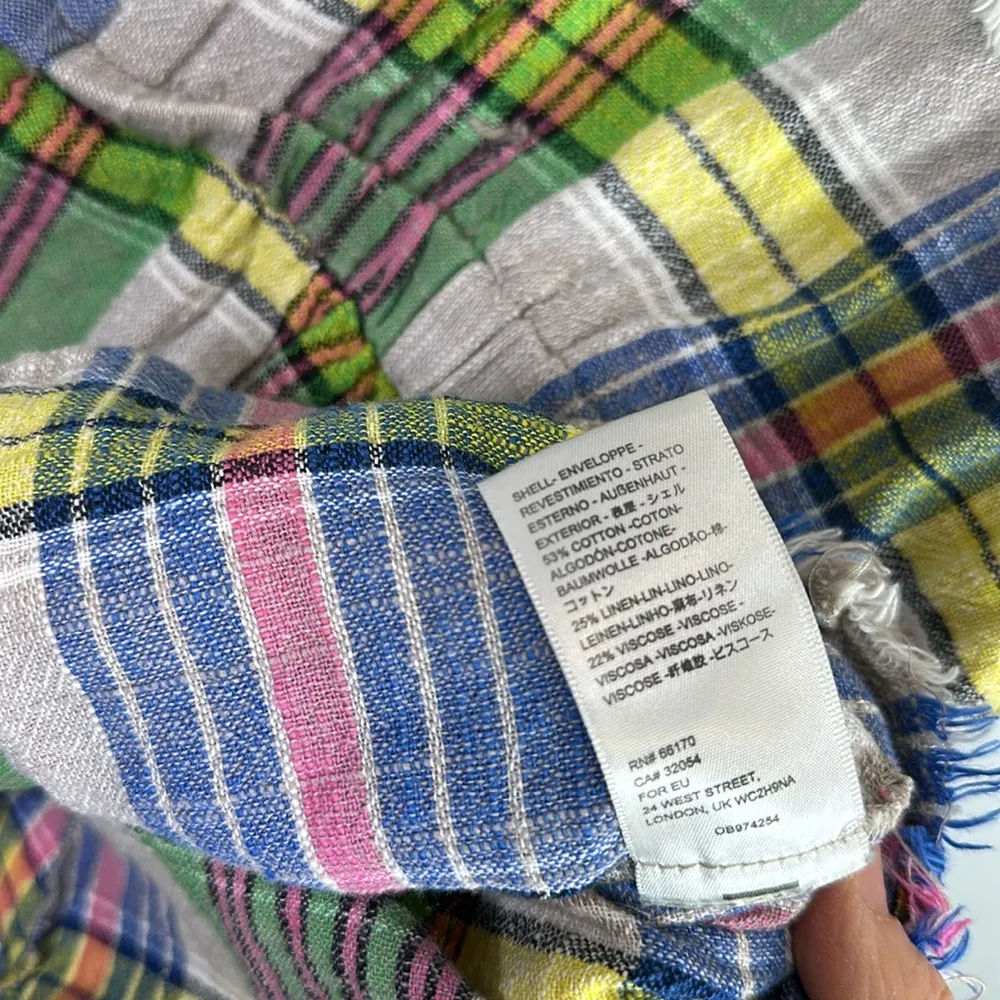 SHELL- ENVELOPPE -
REVESTIMIENTO - STRATO
ESTERNO - AUßENHAUT -
EXTERIOR - 表层 - シェル
53% COTTON -COTON-
ALGODÓN-COTONE-
BAUMWOLLE -ALGODÃO-棉-
コットン
25% LINEN-LIN-LINO-LINO-
LEINEN-LINHO-麻布-リネン
22% VISCOSE -VISCOSE -
VISCOSA -VISCOSA -VISKOSE-
VISCOSE -纤维胶 -ビスコース
RN# 66170
CA# 32054
FOR EU
24 WEST STREET,
LONDON, UK WC2H9NA
OB974254